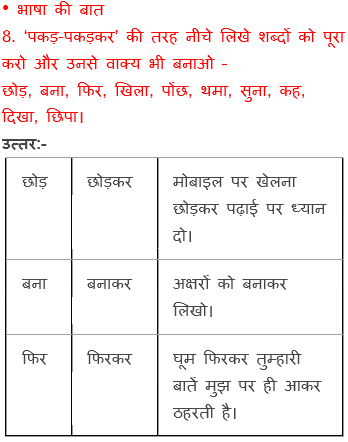 • भाषा की बात
8. ‘पकड़-पकड़कर’ की तरह नीचे लिखे शब्दों को पूरा
करो और उनसे वाक्य भी बनाओ –
छोड़, बना, फिर, खिला, पोंछ, थमा, सुना, कह,
दिखा, छिपा।
उत्तर:-
छोड़ छोड़कर मोबाइल पर खेलना
छोड़कर पढ़ाई पर ध्यान
दो।
बना बनाकर अक्षरों को बनाकर
लिखो।
फिर फिरकर घूम फिरकर तुम्हारी
बातें मुझ पर ही आकर
ठहरती है।